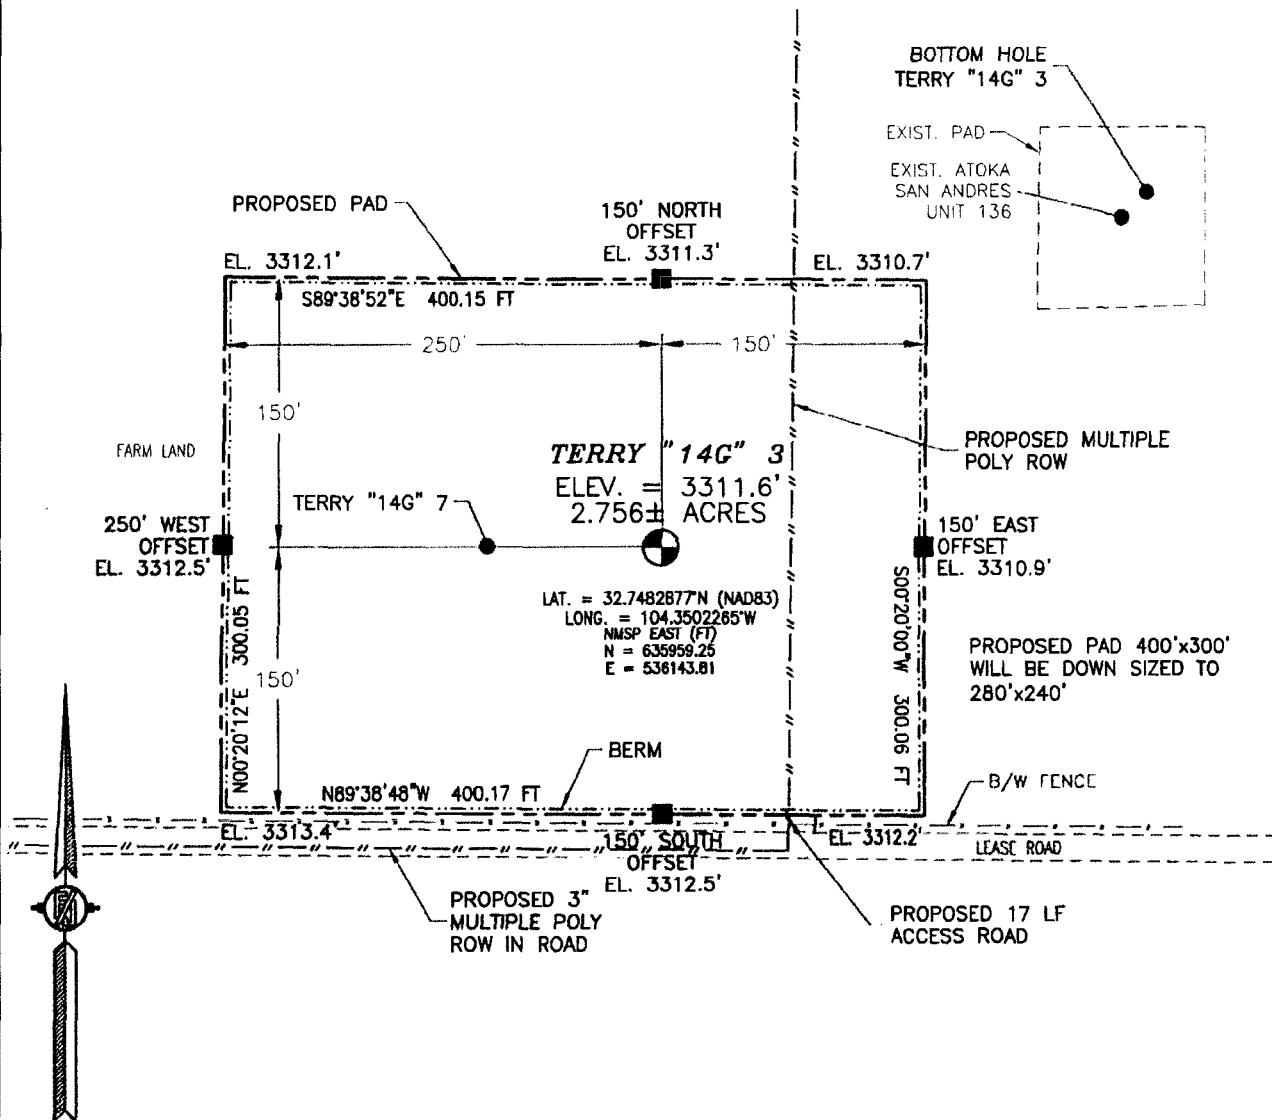 BOTTOM HOLE
TERRY "14G" 3
EXIST. PAD
EXIST. ATOKA
SAN ANDRES
UNIT 136
PROPOSED PAD
150' NORTH
OFFSET
EL. 3311.3'
EL. 3312.1'
EL. 3310.7'
S89°38'52"E 400.15 FT
250'
150'
150'
FARM LAND
PROPOSED MULTIPLE
POLY ROW
TERRY "14G" 3
ELEV. = 3311.6'
2.756± ACRES
TERRY "14G" 7
250' WEST
OFFSET
EL. 3312.5'
150' EAST
OFFSET
EL. 3310.9'
LAT. = 32.7482877°N (NAD83)
LONG. = 104.3502265°W
NMSP EAST (FT)
N = 635959.25
E = 536143.81
N00°20'12"E 300.05 FT
150'
S00°20'00"W 300.06 FT
PROPOSED PAD 400'x300'
WILL BE DOWN SIZED TO
280'x240'
BERM
N89°38'48"W 400.17 FT
B/W FENCE
EL. 3313.4'
150' SOUTH
OFFSET
EL. 3312.5'
EL. 3312.2'
LEASE ROAD
PROPOSED 3"
MULTIPLE POLY
ROW IN ROAD
PROPOSED 17 LF
ACCESS ROAD